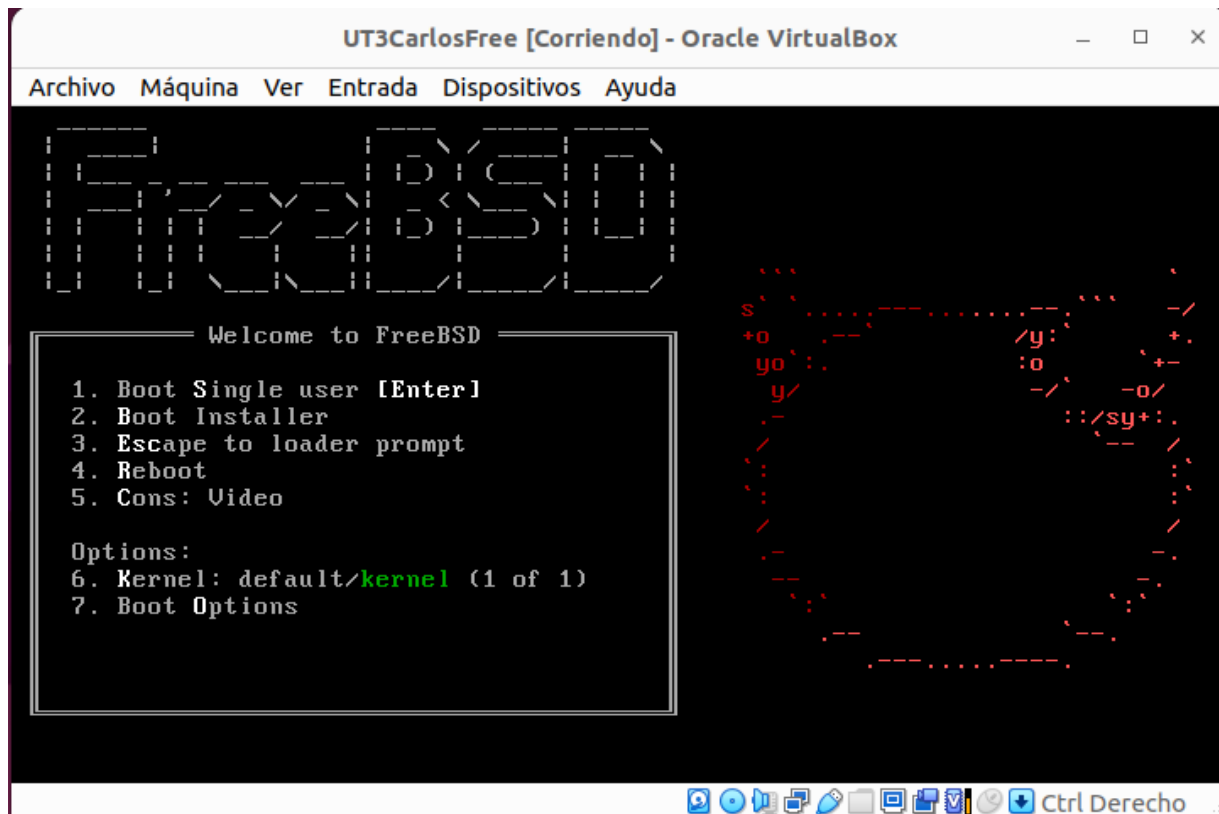 UT3CarlosFree [Corriendo] - Oracle VirtualBox
Archivo Máquina Ver Entrada Dispositivos Ayuda
FreeBSD
Welcome to FreeBSD
1. Boot Single user [Enter]
2. Boot Installer
3. Escape to loader prompt
4. Reboot
5. Cons: Video
Options:
6. Kernel: default/kernel (1 of 1)
7. Boot Options
Ctrl Derecho